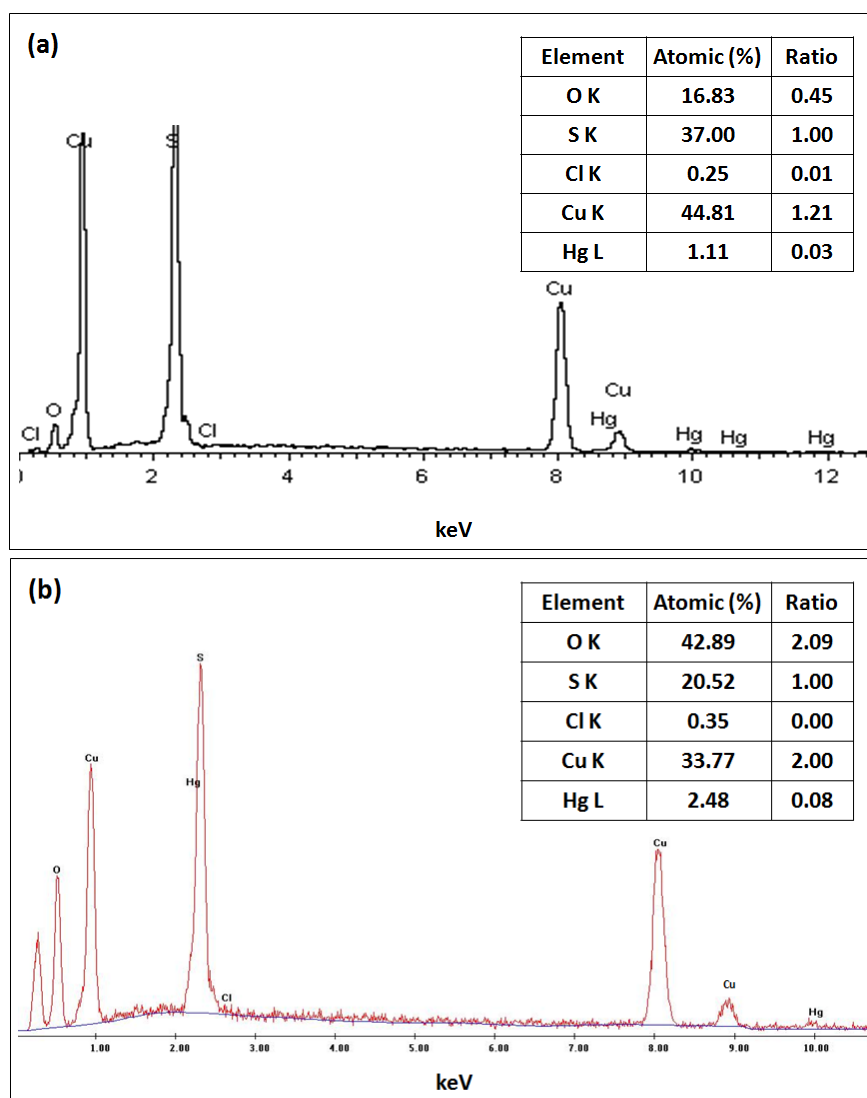 (a)
Element Atomic (%) Ratio
O K 16.83 0.45
S K 37.00 1.00
Cl K 0.25 0.01
Cu K 44.81 1.21
Hg L 1.11 0.03
Cu S
Cu
O Cu
Cl Cl Hg Hg Hg Hg
0 2 4 6 8 10 12
keV
(b)
Element Atomic (%) Ratio
O K 42.89 2.09
S K 20.52 1.00
Cl K 0.35 0.00
Cu K 33.77 2.00
Hg L 2.48 0.08
S
Cu
Hg
Cu
O
Cu
Cl Hg
1.00 2.00 3.00 4.00 5.00 6.00 7.00 8.00 9.00 10.00
keV